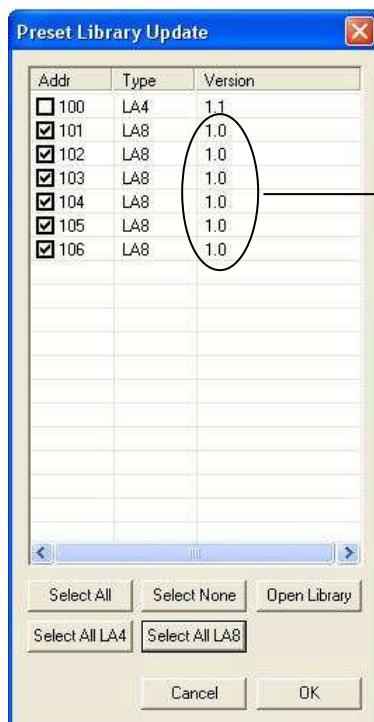 Preset Library Update
Addr Type Version
100 LA4 1.1
101 LA8 1.0
102 LA8 1.0
103 LA8 1.0
104 LA8 1.0
105 LA8 1.0
106 LA8 1.0
Select All Select None Open Library
Select All LA4 Select All LA8
Cancel OK